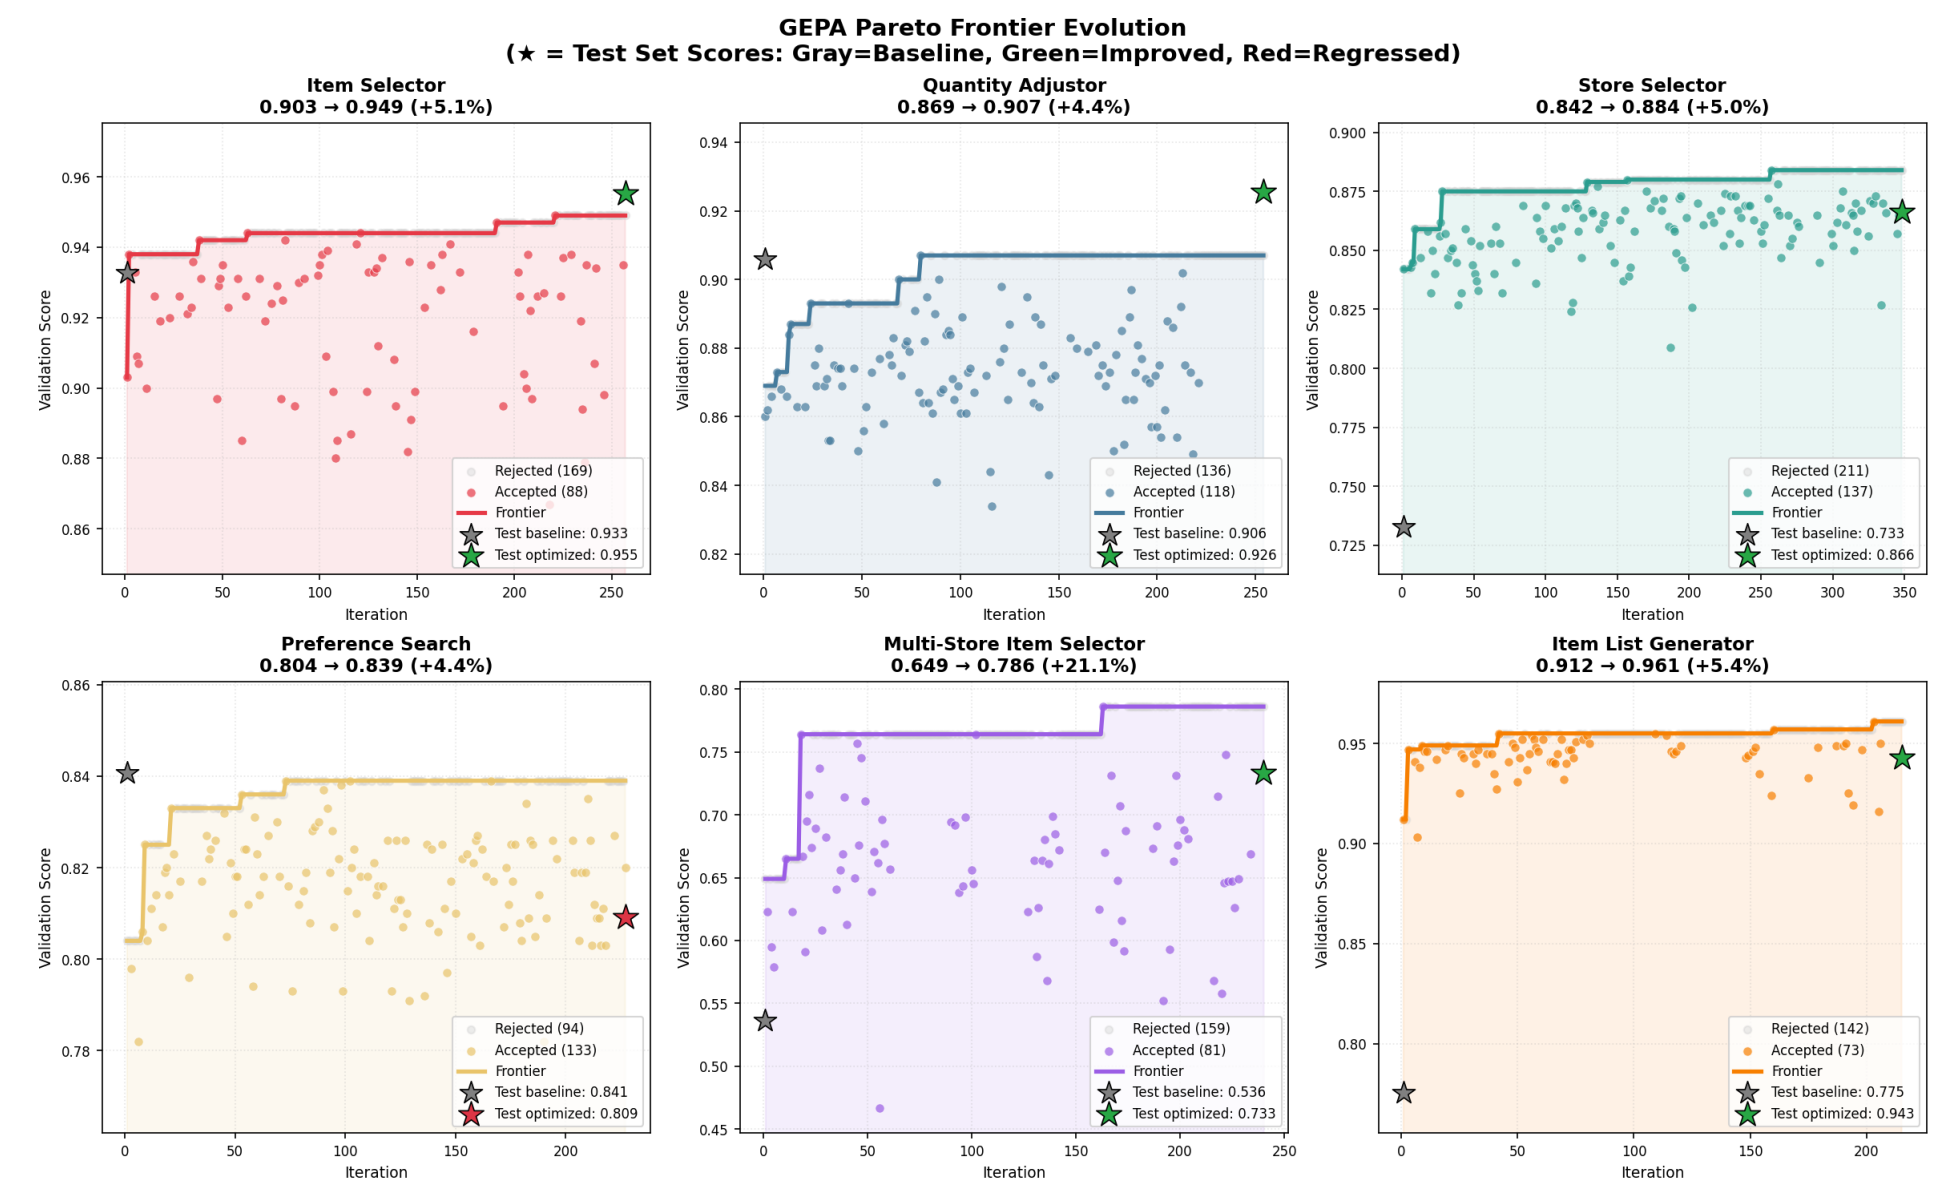 GEPA Pareto Frontier Evolution
(★ = Test Set Scores: Gray=Baseline, Green=Improved, Red=Regressed)
Item Selector
0.903 → 0.949 (+5.1%)
Validation Score
0.96
0.94
0.92
0.90
0.88
0.86
0
50
100
150
200
250
Iteration
Rejected (169)
Accepted (88)
Frontier
Test baseline: 0.933
Test optimized: 0.955
Quantity Adjustor
0.869 → 0.907 (+4.4%)
Validation Score
0.94
0.92
0.90
0.88
0.86
0.84
0.82
0
50
100
150
200
250
Iteration
Rejected (136)
Accepted (118)
Frontier
Test baseline: 0.906
Test optimized: 0.926
Store Selector
0.842 → 0.884 (+5.0%)
Validation Score
0.900
0.875
0.850
0.825
0.800
0.775
0.750
0.725
0
50
100
150
200
250
300
350
Iteration
Rejected (211)
Accepted (137)
Frontier
Test baseline: 0.733
Test optimized: 0.866
Preference Search
0.804 → 0.839 (+4.4%)
Validation Score
0.86
0.84
0.82
0.80
0.78
0
50
100
150
200
Iteration
Rejected (94)
Accepted (133)
Frontier
Test baseline: 0.841
Test optimized: 0.809
Multi-Store Item Selector
0.649 → 0.786 (+21.1%)
Validation Score
0.80
0.75
0.70
0.65
0.60
0.55
0.50
0.45
0
50
100
150
200
250
Iteration
Rejected (159)
Accepted (81)
Frontier
Test baseline: 0.536
Test optimized: 0.733
Item List Generator
0.912 → 0.961 (+5.4%)
Validation Score
0.95
0.90
0.85
0.80
0
50
100
150
200
Iteration
Rejected (142)
Accepted (73)
Frontier
Test baseline: 0.775
Test optimized: 0.943